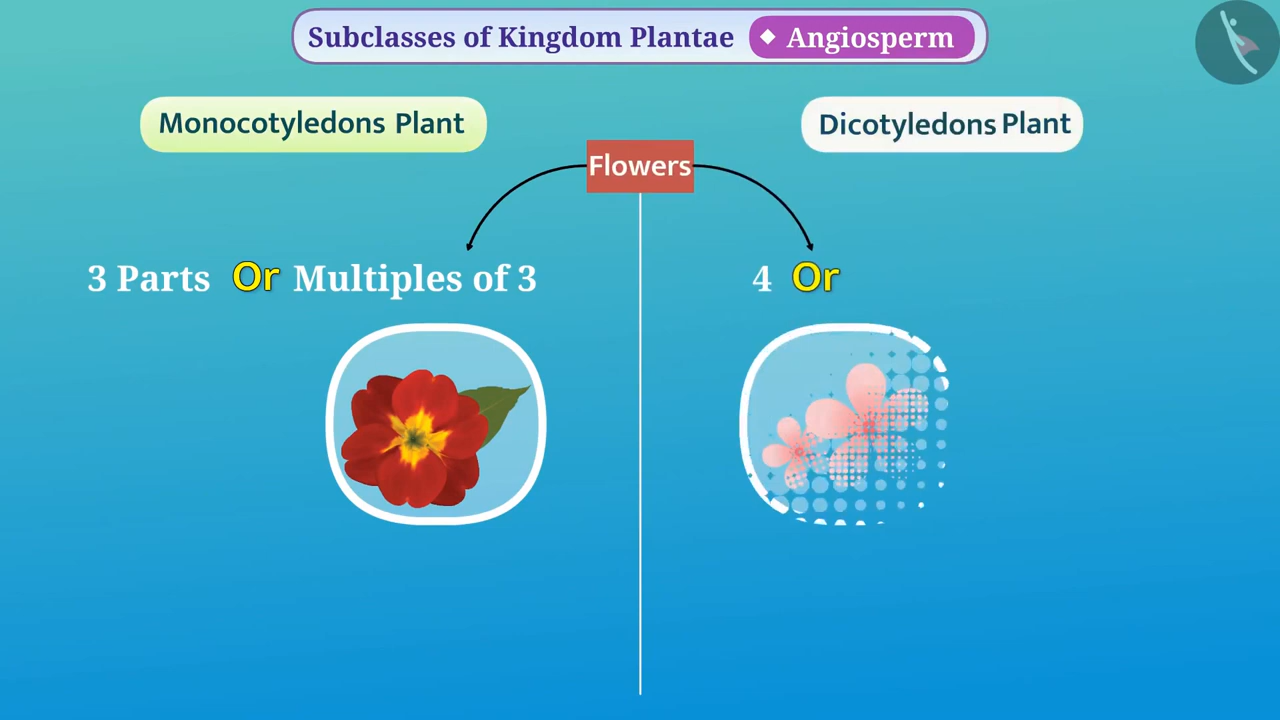 Subclasses of Kingdom Plantae ◆ Angiosperm
Monocotyledons Plant
Dicotyledons Plant
Flowers
3 Parts Or Multiples of 3
4 Or